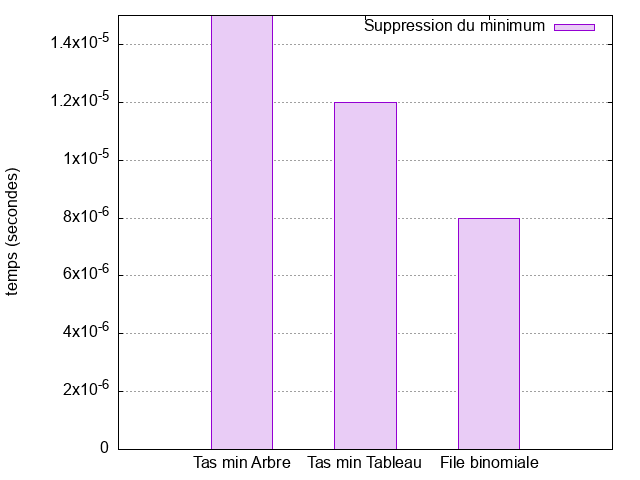 Suppression du minimum
1.4x10⁻⁵
1.2x10⁻⁵
1x10⁻⁵
8x10⁻⁶
6x10⁻⁶
4x10⁻⁶
2x10⁻⁶
0
temps (secondes)
Tas min Arbre Tas min Tableau File binomiale